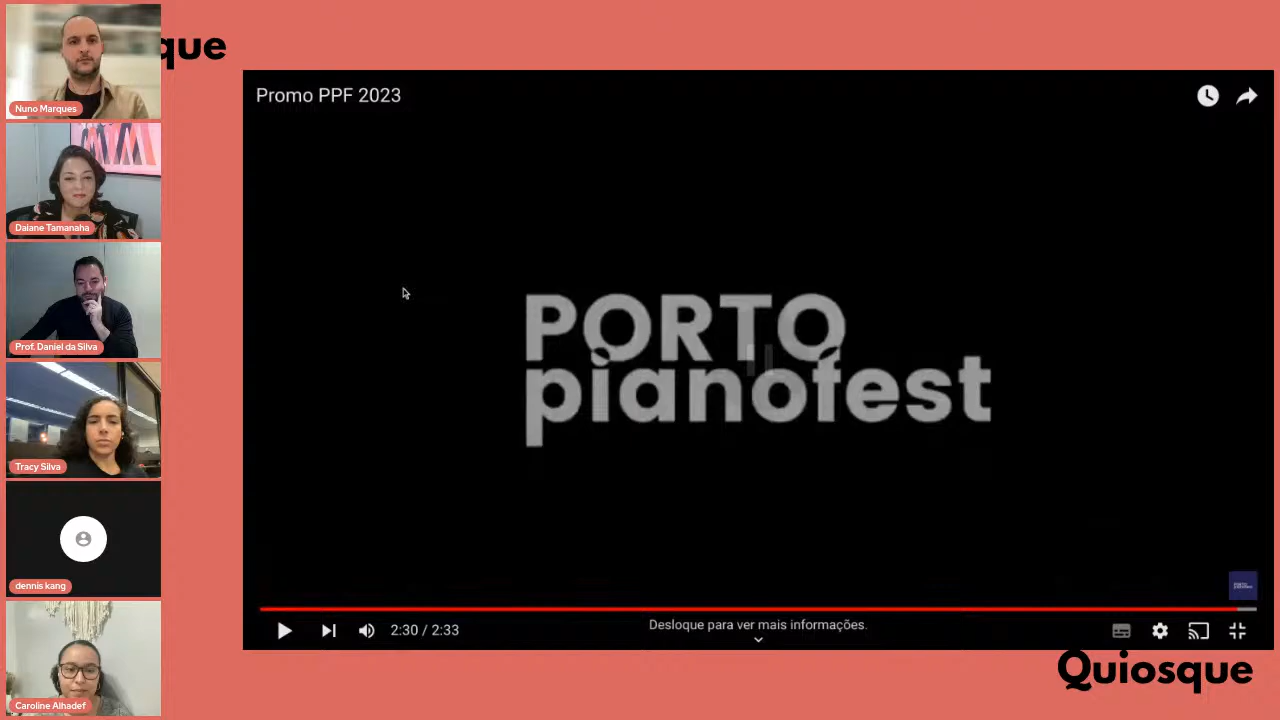 que
Nuno Marques
Daiane Tamanaha
Prof. Daniel da Silva
Tracy Silva
dennis kang
Caroline Alhadef
Promo PPF 2023
PORTO
pianofest
2:30 / 2:33
Desloque para ver mais informações.
Quiosque